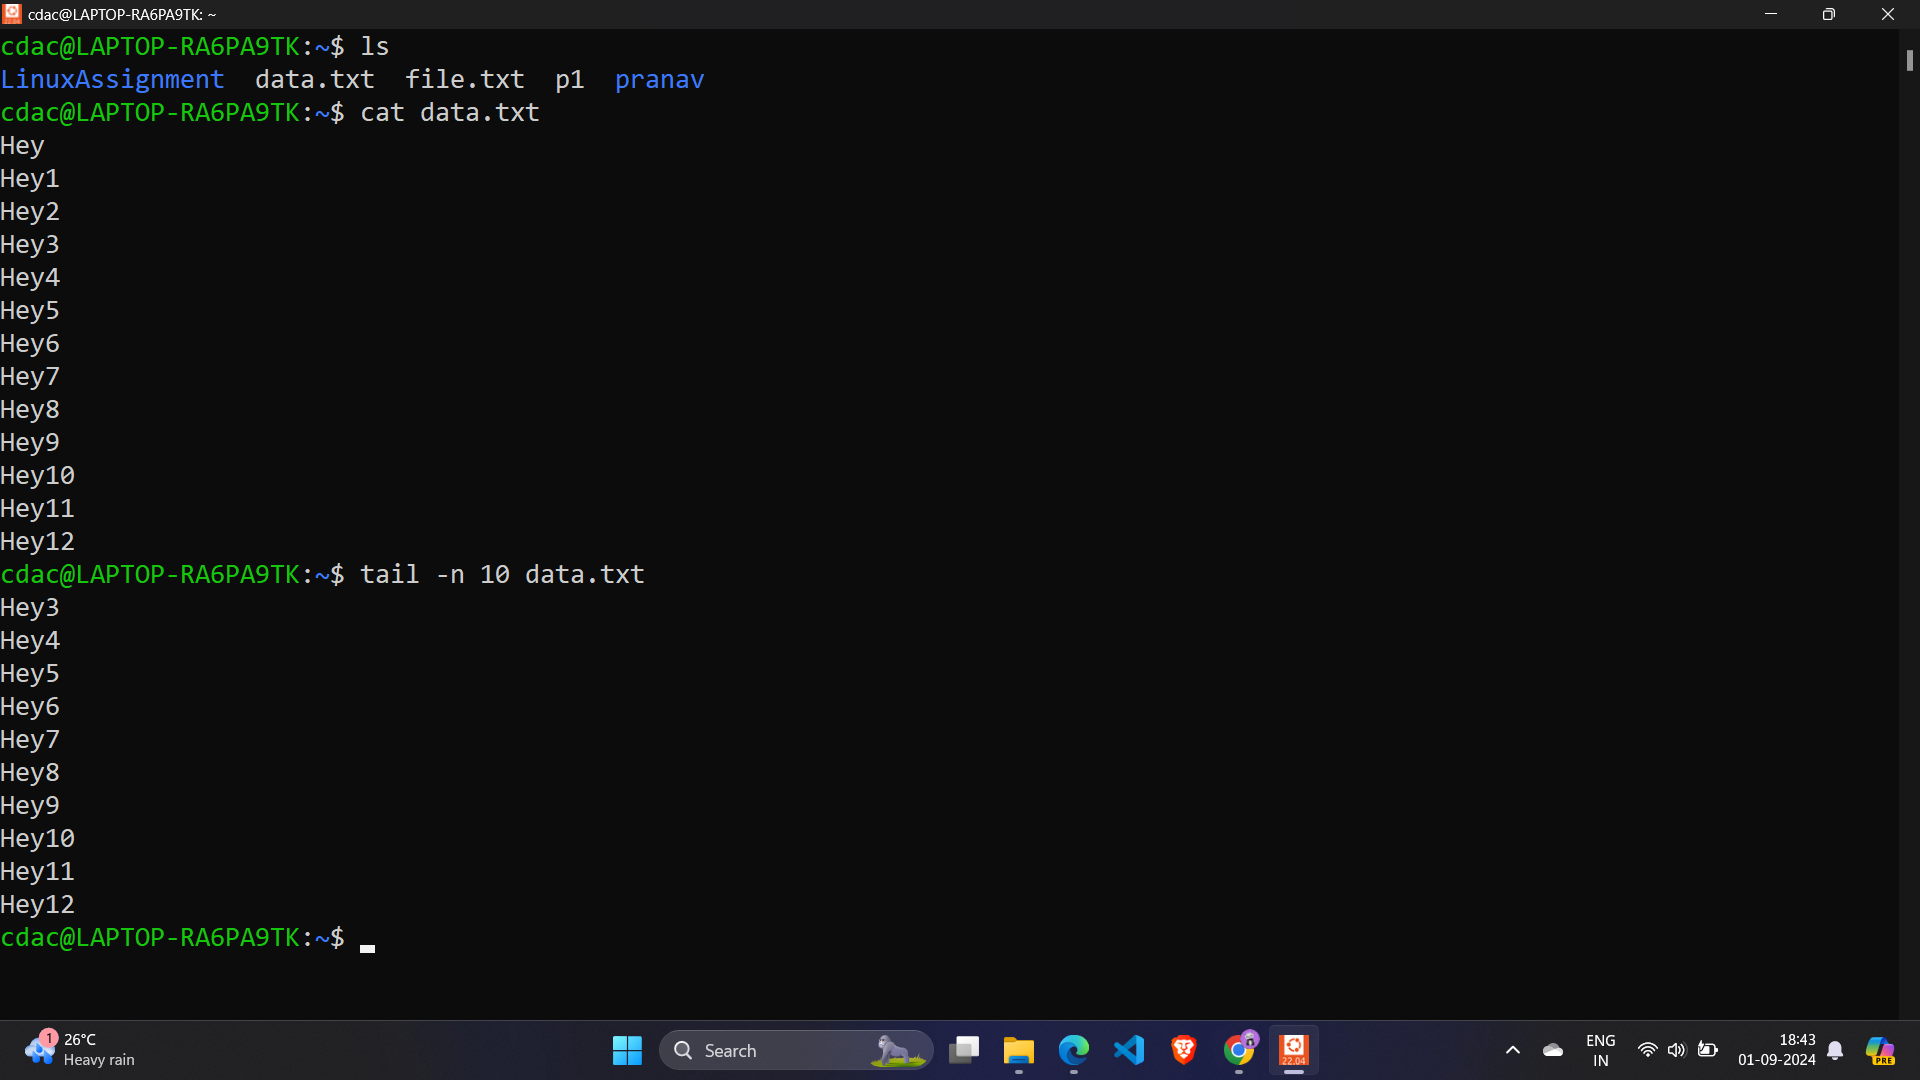 cdac@LAPTOP-RA6PA9TK: ~
cdac@LAPTOP-RA6PA9TK:~$ ls
LinuxAssignment  data.txt  file.txt  p1  pranav
cdac@LAPTOP-RA6PA9TK:~$ cat data.txt
Hey
Hey1
Hey2
Hey3
Hey4
Hey5
Hey6
Hey7
Hey8
Hey9
Hey10
Hey11
Hey12
cdac@LAPTOP-RA6PA9TK:~$ tail -n 10 data.txt
Hey3
Hey4
Hey5
Hey6
Hey7
Hey8
Hey9
Hey10
Hey11
Hey12
cdac@LAPTOP-RA6PA9TK:~$
1
26°C
Heavy rain
Search
22.04
ENG
IN
18:43
01-09-2024
PRE